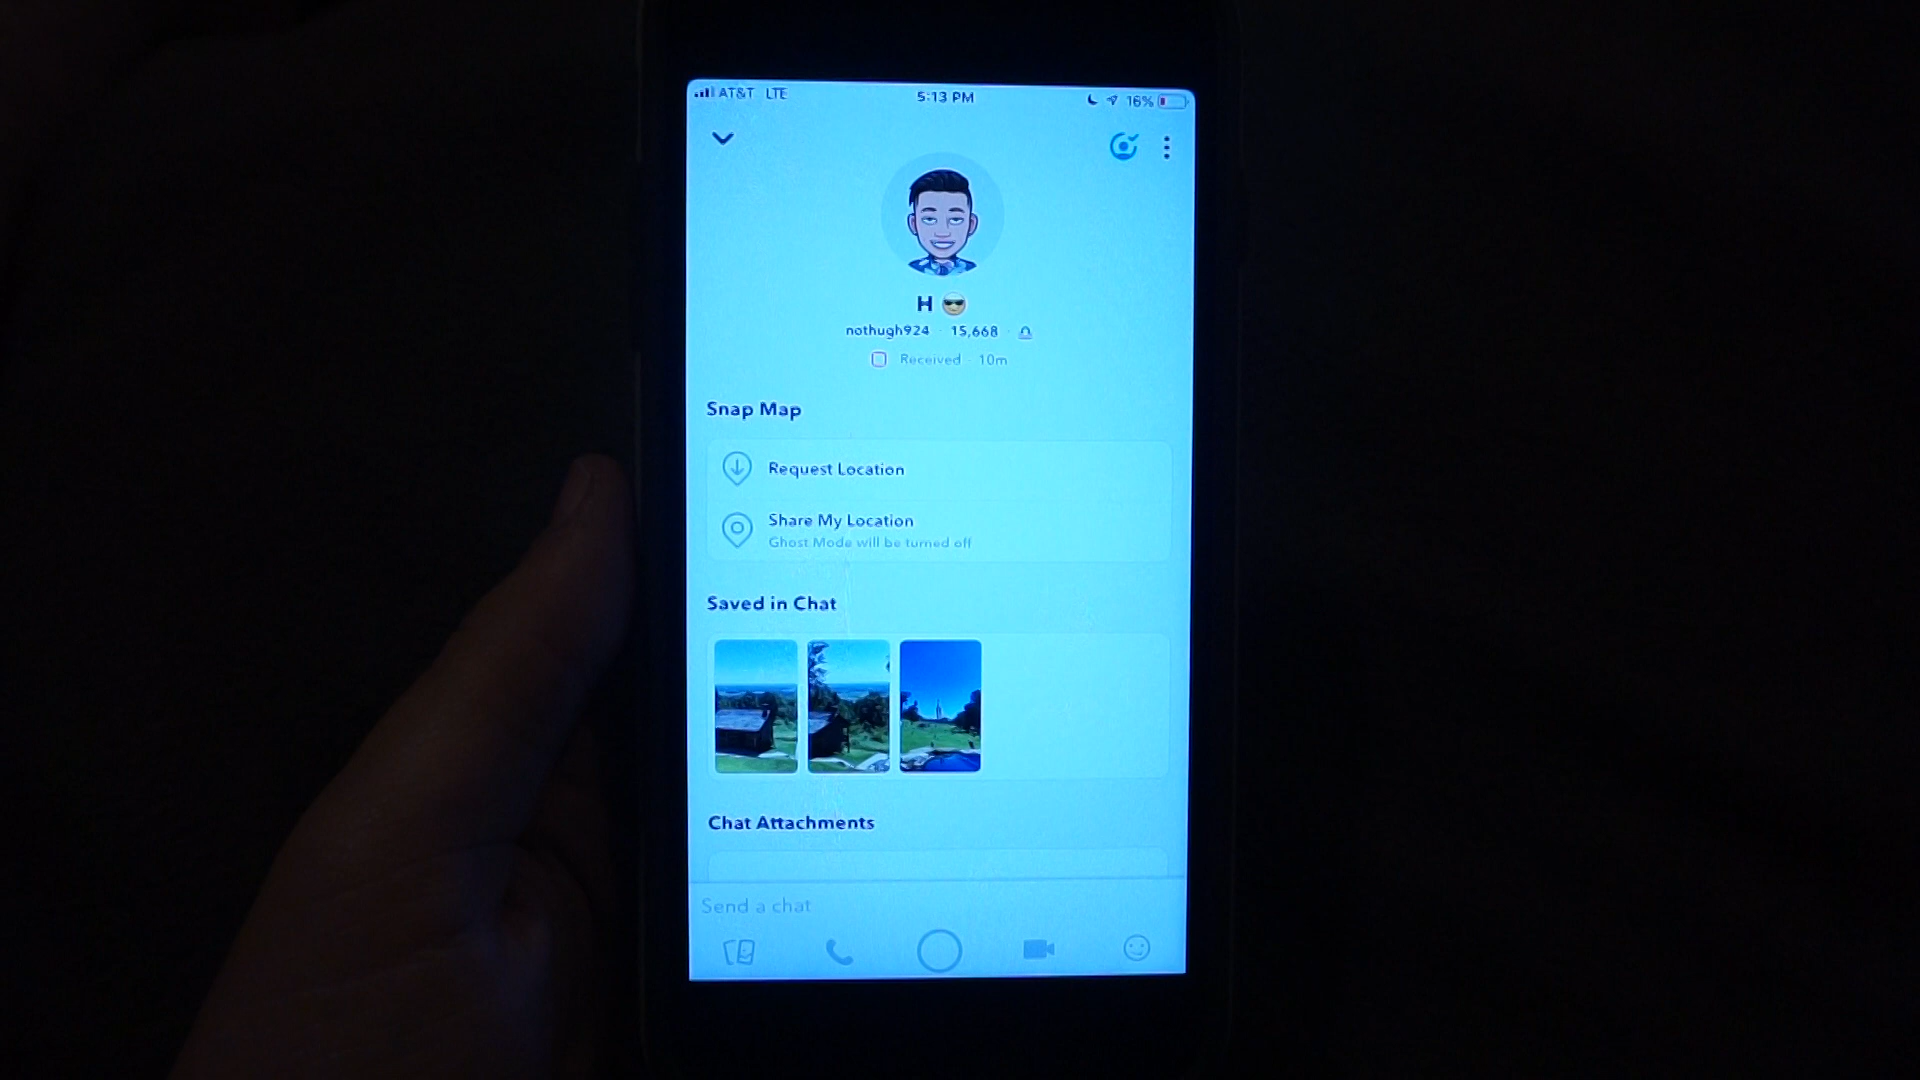 AT&T LTE 5:13 PM 16%
H
nothugh924 · 15,668 ·
Received · 10m
Snap Map
Request Location
Share My Location
Ghost Mode will be turned off
Saved in Chat
Chat Attachments
Send a chat